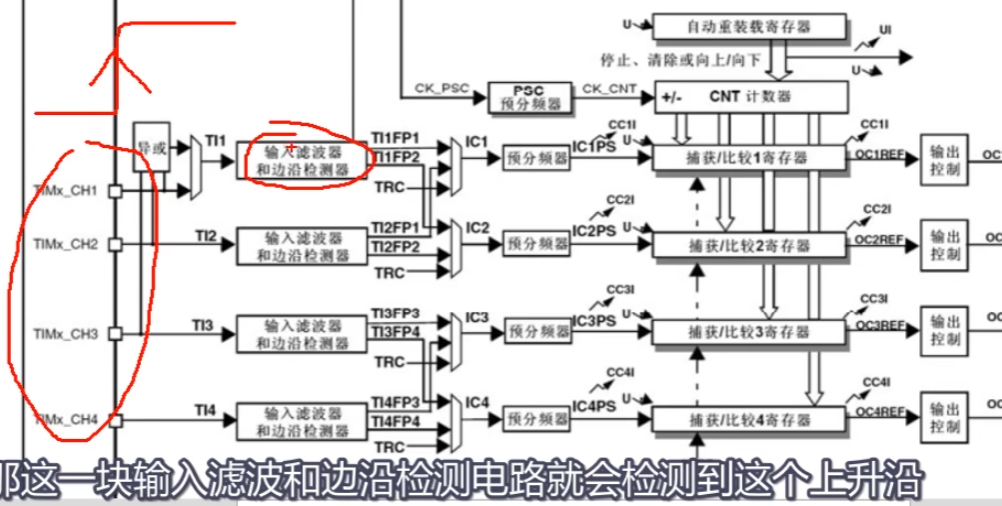 U
自动重装载寄存器
UI
停止、清除或向上/向下
U
CK_PSC
PSC
预分频器
CK_CNT
+/-
CNT 计数器
异或
TI1
输入滤波器
和边沿检测器
TI1FP1
TI1FP2
TRC
IC1
预分频器
IC1PS
CC1I
U
捕获/比较1寄存器
CC1I
OC1REF
输出
控制
OC
TIMx_CH1
TIMx_CH2
TI2
输入滤波器
和边沿检测器
TI2FP1
TI2FP2
TRC
IC2
预分频器
IC2PS
CC2I
U
捕获/比较2寄存器
CC2I
OC2REF
输出
控制
OC
TIMx_CH3
TI3
输入滤波器
和边沿检测器
TI3FP3
TI3FP4
TRC
IC3
预分频器
IC3PS
CC3I
U
捕获/比较3寄存器
CC3I
OC3REF
输出
控制
OC
TIMx_CH4
TI4
输入滤波器
和边沿检测器
TI4FP3
TI4FP4
TRC
IC4
预分频器
IC4PS
CC4I
U
捕获/比较4寄存器
CC4I
OC4REF
输出
控制
OC
那这一块输入滤波和边沿检测电路就会检测到这个上升沿